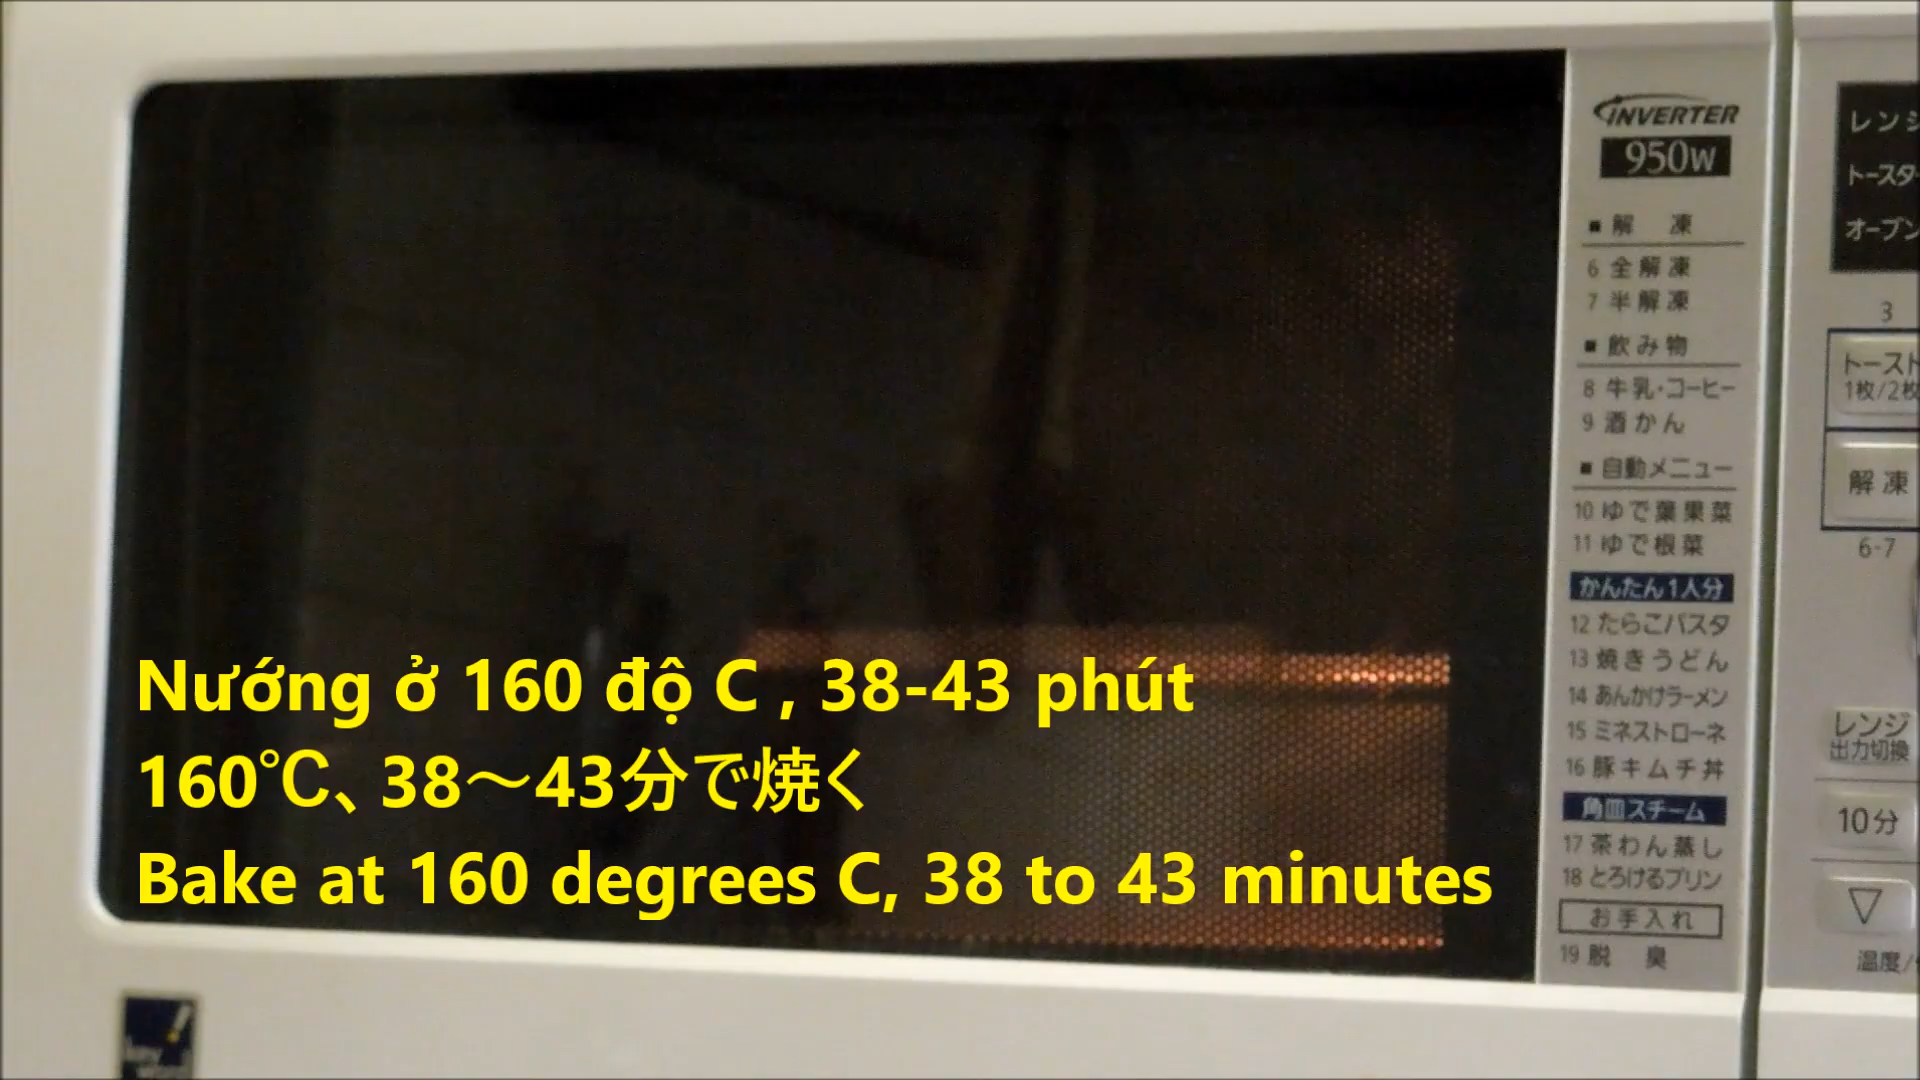 INVERTER
950W
■ 解 凍
6 全解凍
7 半解凍
■ 飲み物
8 牛乳・コーヒー
9 酒かん
■ 自動メニュー
10 ゆで葉果菜
11 ゆで根菜
かんたん1人分
12 たらこパスタ
13 焼きうどん
14 あんかけラーメン
15 ミネストローネ
16 豚キムチ丼
角皿スチーム
17 茶わん蒸し
18 とろけるプリン
お手入れ
19 脱 臭
レンジ
トースタ
オーブン
3
トースト
1枚/2枚
解凍
6-7
レンジ
出力切換
10分
▽
温度/
Nướng ở 160 độ C , 38-43 phút
160℃、38～43分で焼く
Bake at 160 degrees C, 38 to 43 minutes
key